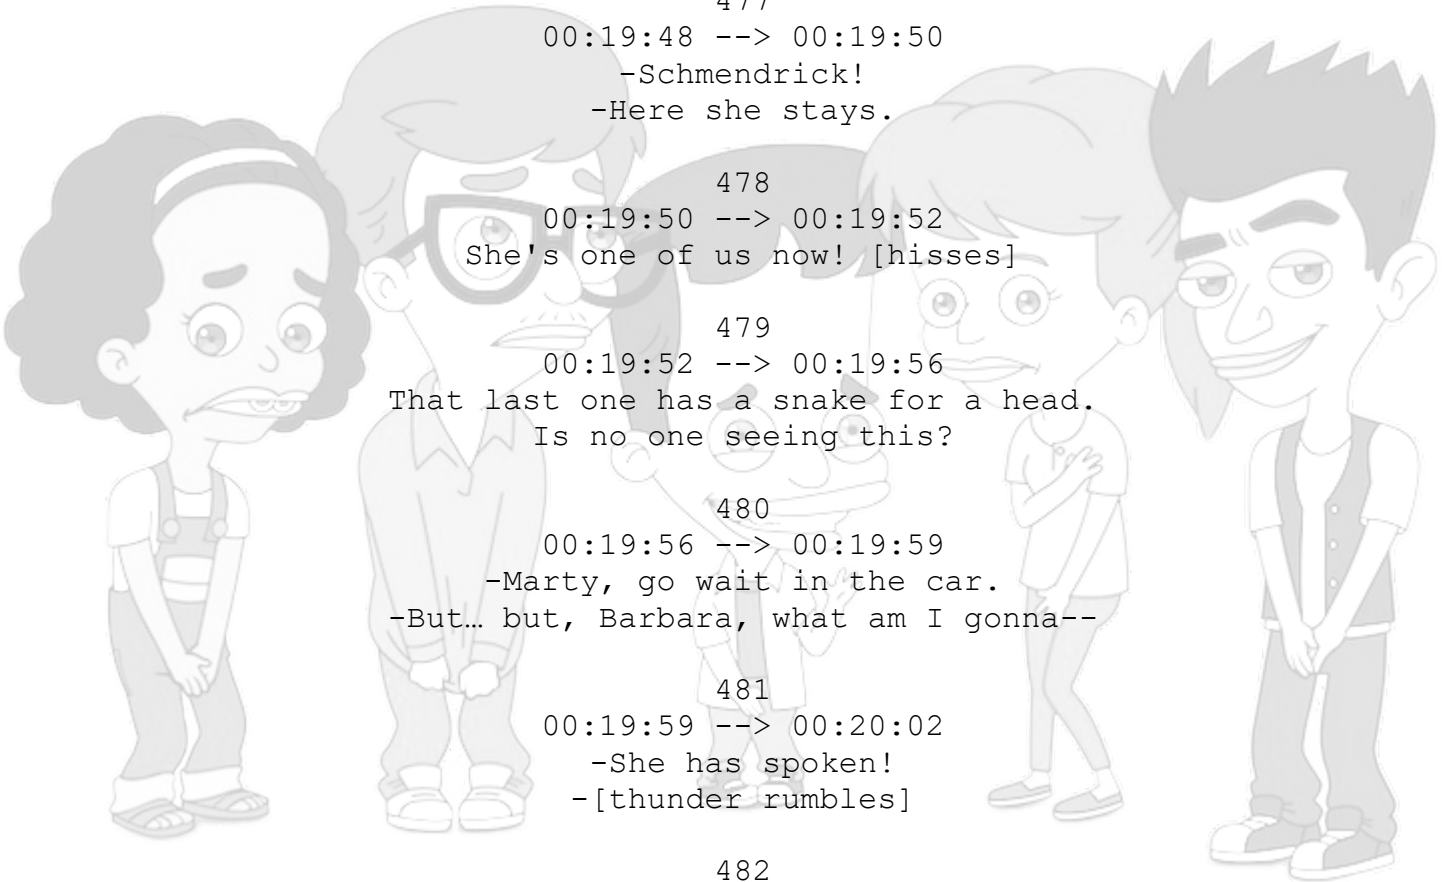 477
00:19:48 --> 00:19:50
-Schmendrick!
-Here she stays.
478
00:19:50 --> 00:19:52
She's one of us now! [hisses]
479
00:19:52 --> 00:19:56
That last one has a snake for a head.
Is no one seeing this?
480
00:19:56 --> 00:19:59
-Marty, go wait in the car.
-But… but, Barbara, what am I gonna--
481
00:19:59 --> 00:20:02
-She has spoken!
-[thunder rumbles]
482